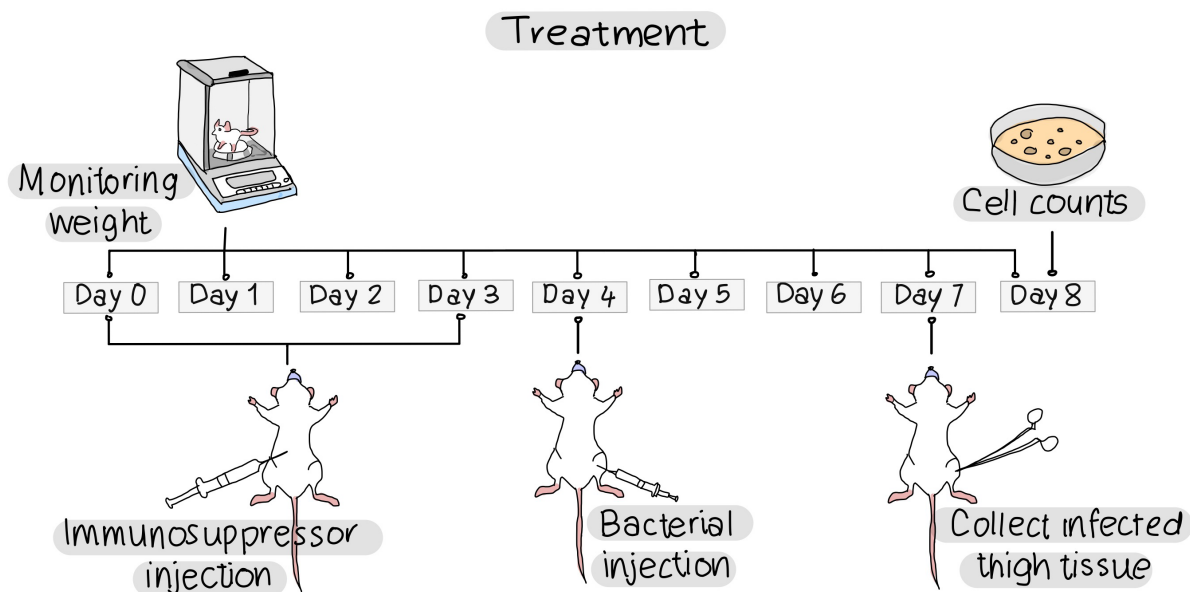 Treatment
Monitoring
weight
Cell counts
Day 0
Day 1
Day 2
Day 3
Day 4
Day 5
Day 6
Day 7
Day 8
Immunosuppressor
injection
Bacterial
injection
Collect infected
thigh tissue